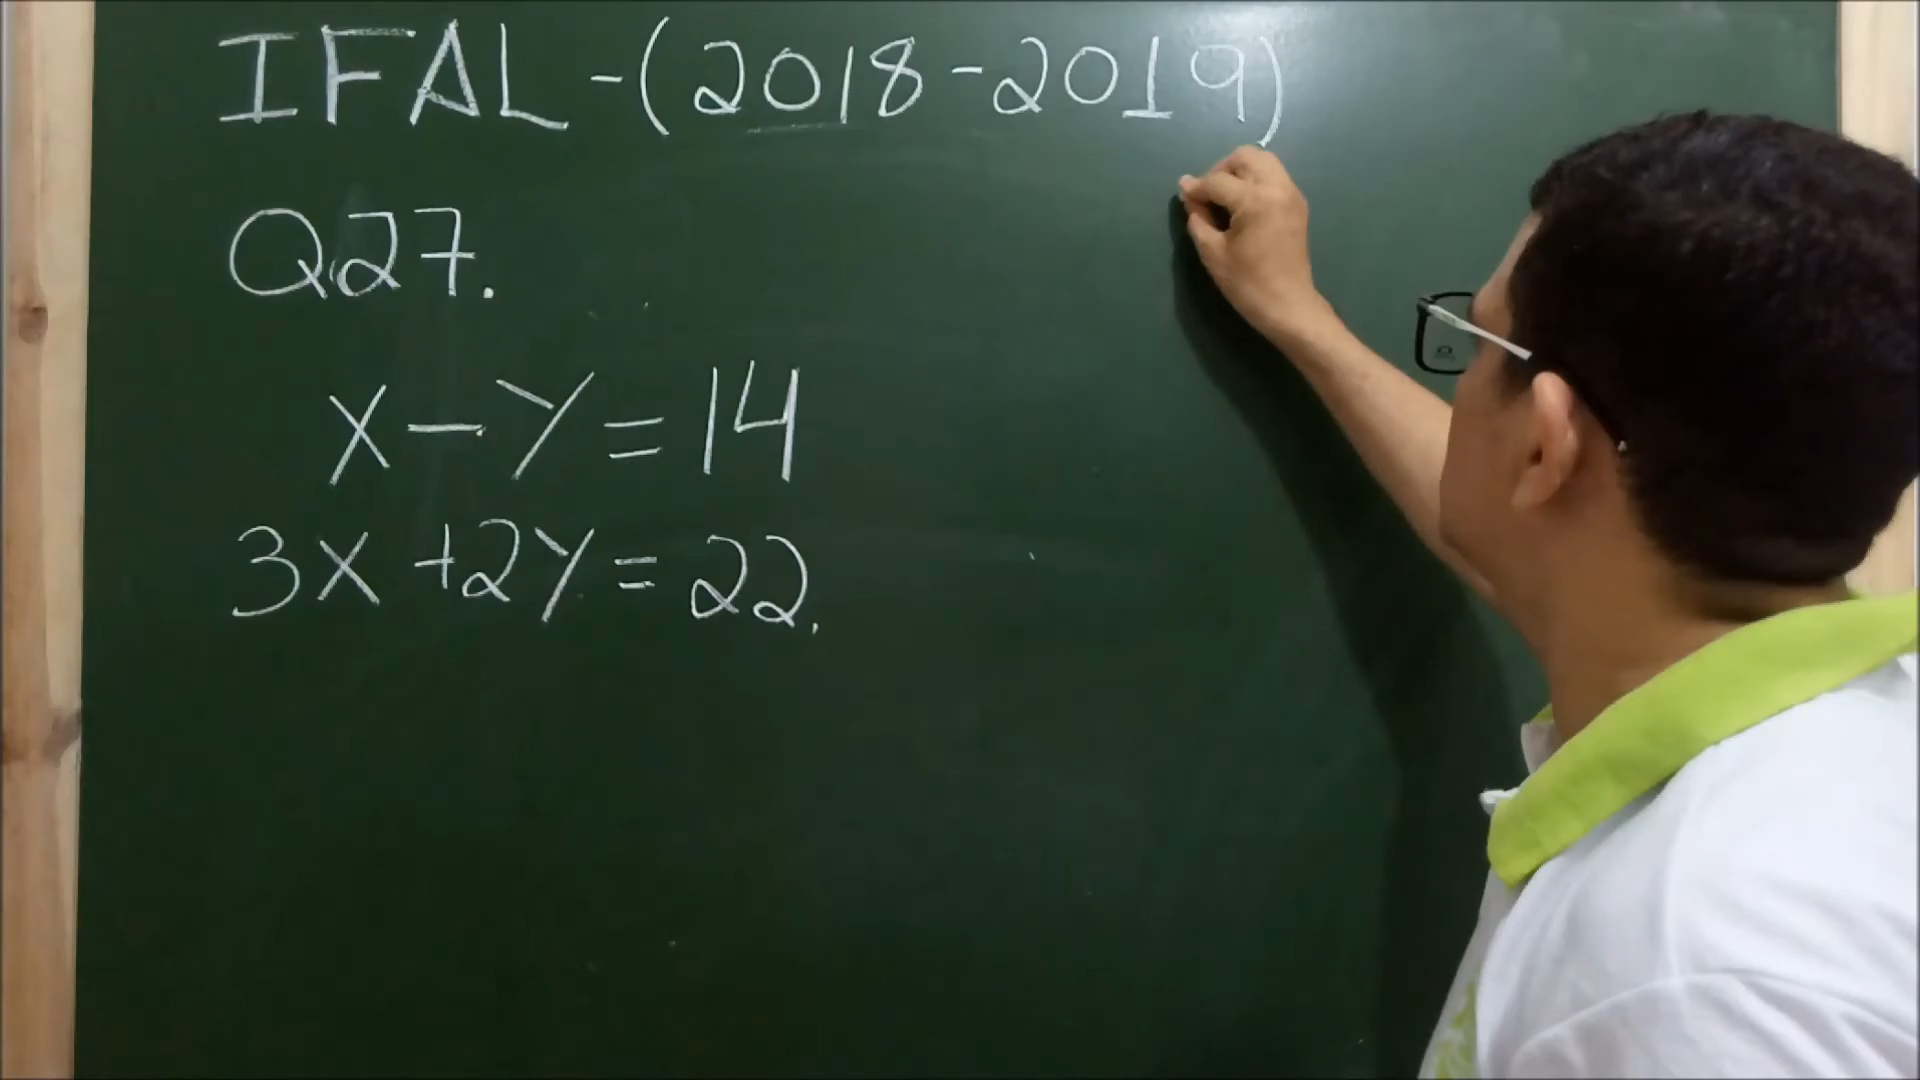 IFAL - (2018 - 2019)
Q27.
x - y = 14
3x + 2y = 22.